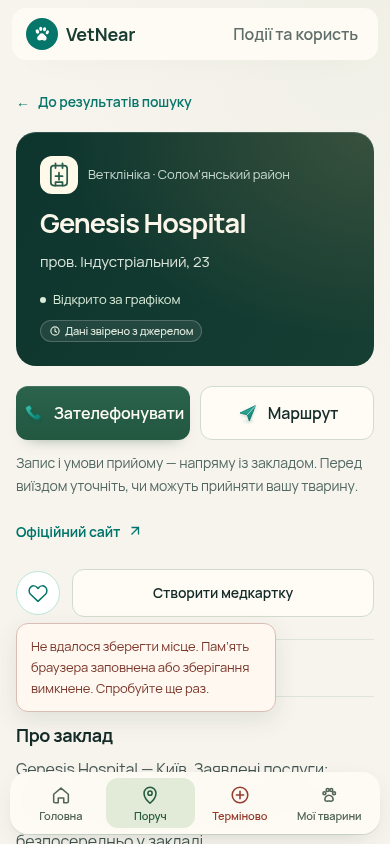 VetNear
Події та користь
← До результатів пошуку
Ветклініка · Солом'янський район
Genesis Hospital
пров. Індустріальний, 23
Відкрито за графіком
Дані звірено з джерелом
Зателефонувати
Маршрут
Запис і умови прийому — напряму із закладом. Перед
виїздом уточніть, чи можуть прийняти вашу тварину.
Офіційний сайт ↗
Створити медкартку
Не вдалося зберегти місце. Пам'ять
браузера заповнена або зберігання
вимкнене. Спробуйте ще раз.
Про заклад
Genesis Hospital — Київ. Заявлені послуги:
Головна
Поруч
Терміново
Мої тварини
безпосередньо у закладі.